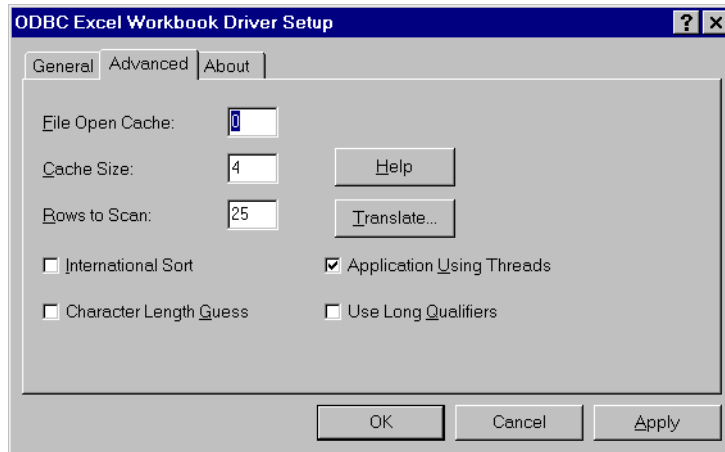 ODBC Excel Workbook Driver Setup
General Advanced About
File Open Cache: 0
Cache Size: 4 Help
Rows to Scan: 25 Translate...
International Sort Application Using Threads
Character Length Guess Use Long Qualifiers
OK Cancel Apply